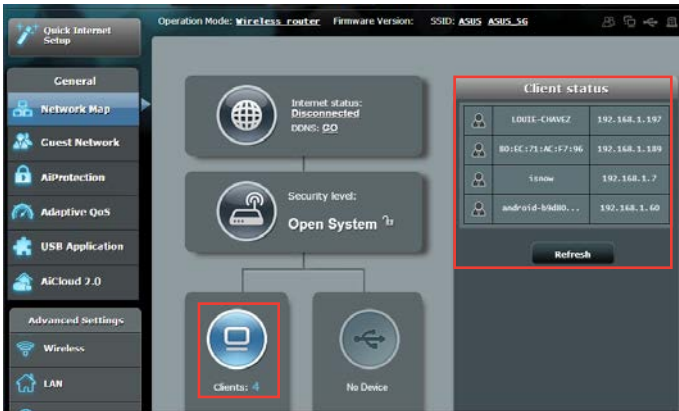 Quick Internet
Setup
Operation Mode: Wireless router Firmware Version: SSID: ASUS ASUS_5G
General
Network Map
Guest Network
AiProtection
Adaptive QoS
USB Application
AiCloud 2.0
Advanced Settings
Wireless
LAN
Internet status:
Disconnected
DDNS: GO
Security level:
Open System
Clients: 4
No Device
Client status
LOUIE-CHAVEZ 192.168.1.197
80:EC:71:AC:F7:96 192.168.1.189
isnow 192.168.1.7
android-b9d80... 192.168.1.60
Refresh